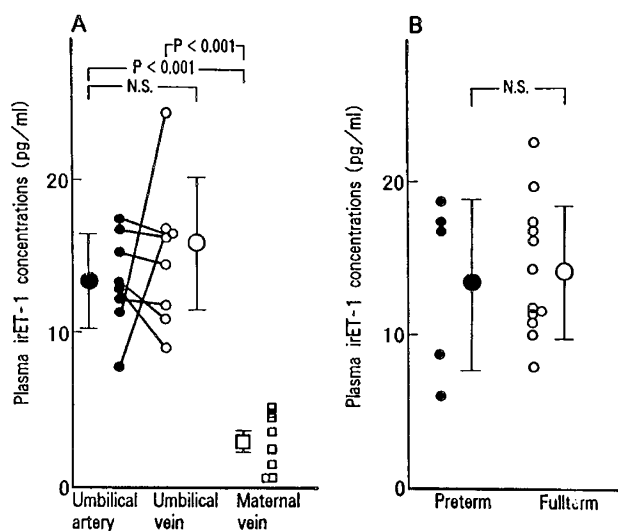 A
P < 0.001
P < 0.001
N.S.
Plasma irET-1 concentrations (pg/ml)
20
10
0
Umbilical artery
Umbilical vein
Maternal vein
B
N.S.
Plasma irET-1 concentrations (pg/ml)
20
10
0
Preterm
Fullterm